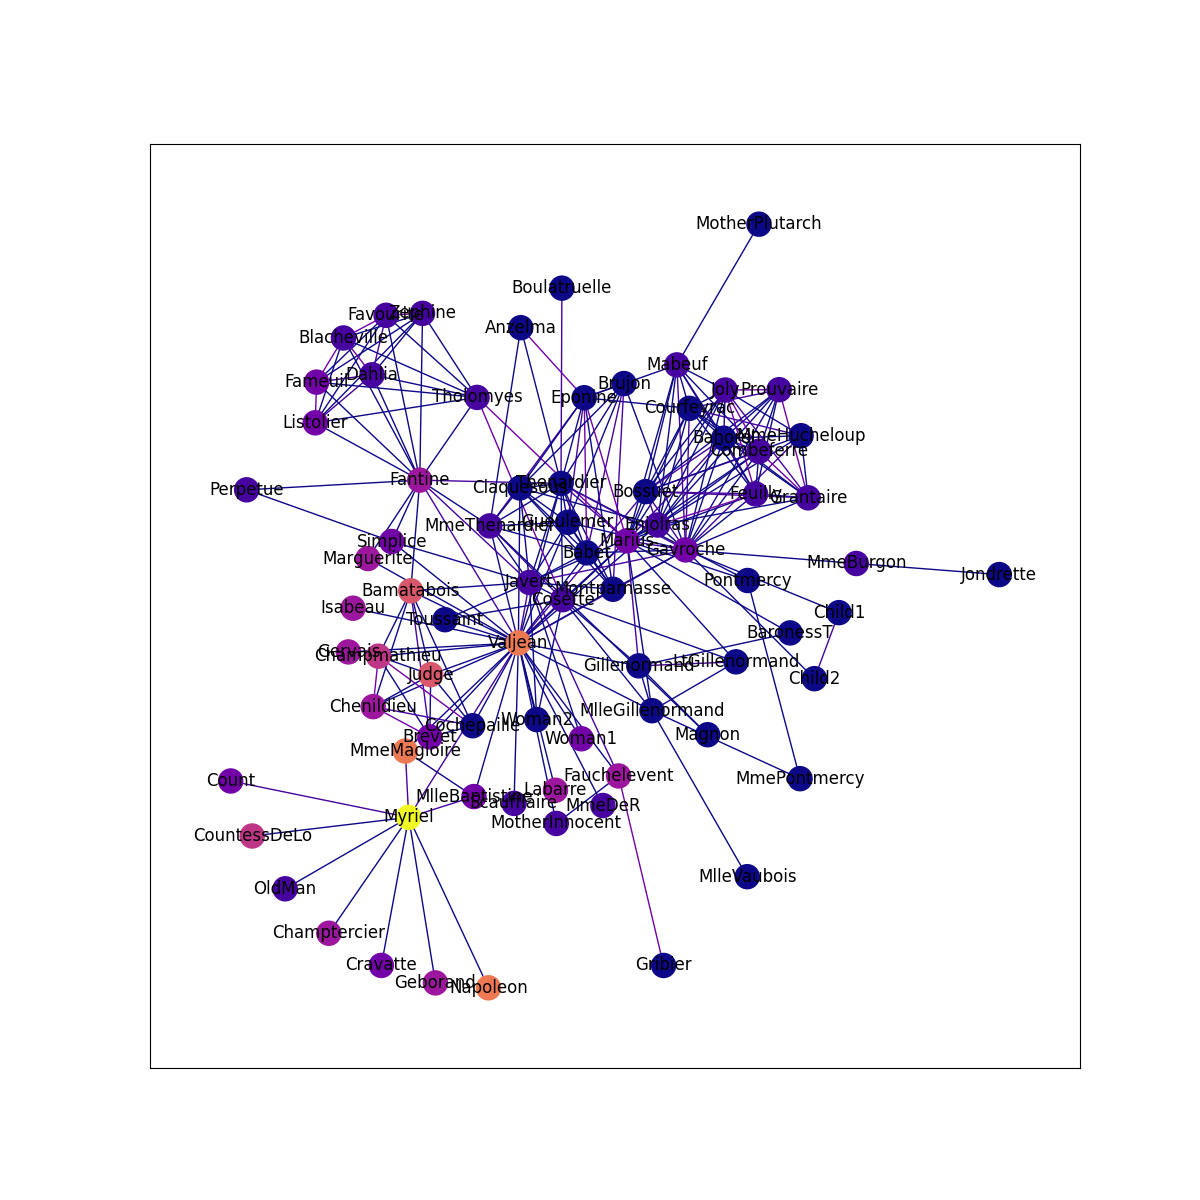 MotherPlutarch
Boulatruelle
Favourite
Zephine
Anzelma
Blacheville
Mabeuf
Dahlia
Fameuil
Brujon
Joly
Prouvaire
Tholomyes
Eponine
Courfeyrac
Listolier
Bahorel
MmeHucheloup
Combeferre
Fantine
Thenardier
Perpetue
Claquesous
Bossuet
Feuilly
Grantaire
MmeThenardier
Gueulemer
Enjolras
Simplice
Marius
Gavroche
Marguerite
Babet
MmeBurgon
Jondrette
Javert
Pontmercy
Bamatabois
Montparnasse
Cosette
Isabeau
Child1
Toussaint
BaronessT
Valjean
Gervais
Champmathieu
Gillenormand
LtGillenormand
Judge
Child2
Chenildieu
MlleGillenormand
Woman2
Cochepaille
Magnon
Brevet
Woman1
MmeMagloire
Fauchelevent
MmePontmercy
Count
Labarre
MlleBaptistine
Scaufflaire
MmeDeR
Myriel
MotherInnocent
CountessDeLo
MlleVaubois
OldMan
Champtercier
Cravatte
Gribier
Geborand
Napoleon